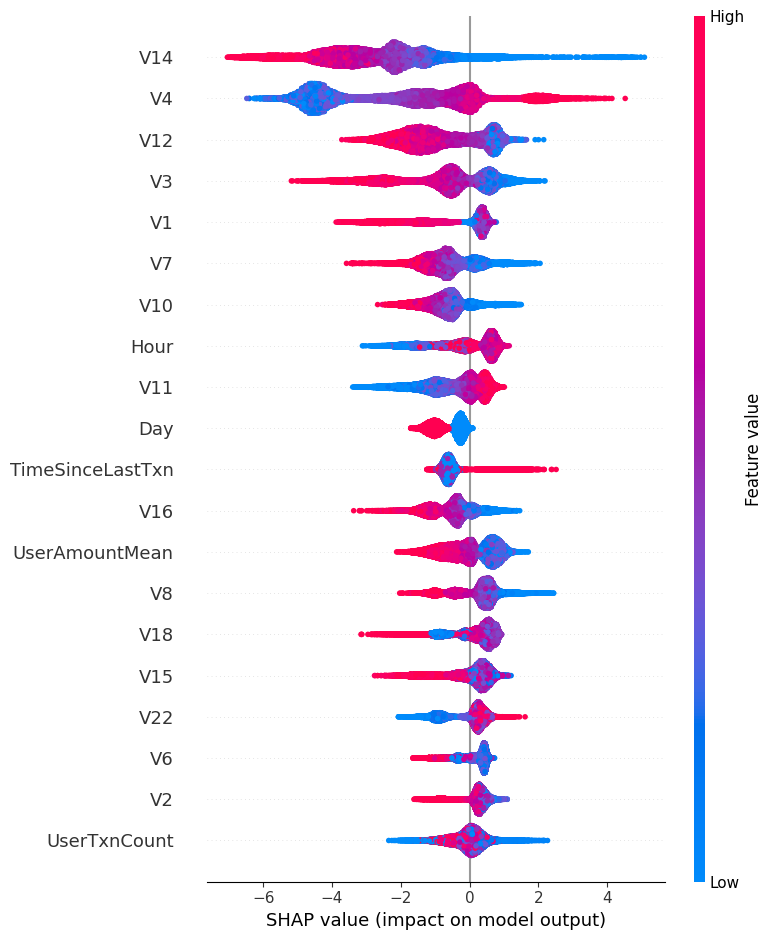 High
V14
V4
V12
V3
V1
V7
V10
Hour
V11
Day
TimeSinceLastTxn
V16
UserAmountMean
V8
V18
V15
V22
V6
V2
UserTxnCount
Feature value
Low
−6 −4 −2 0 2 4
SHAP value (impact on model output)